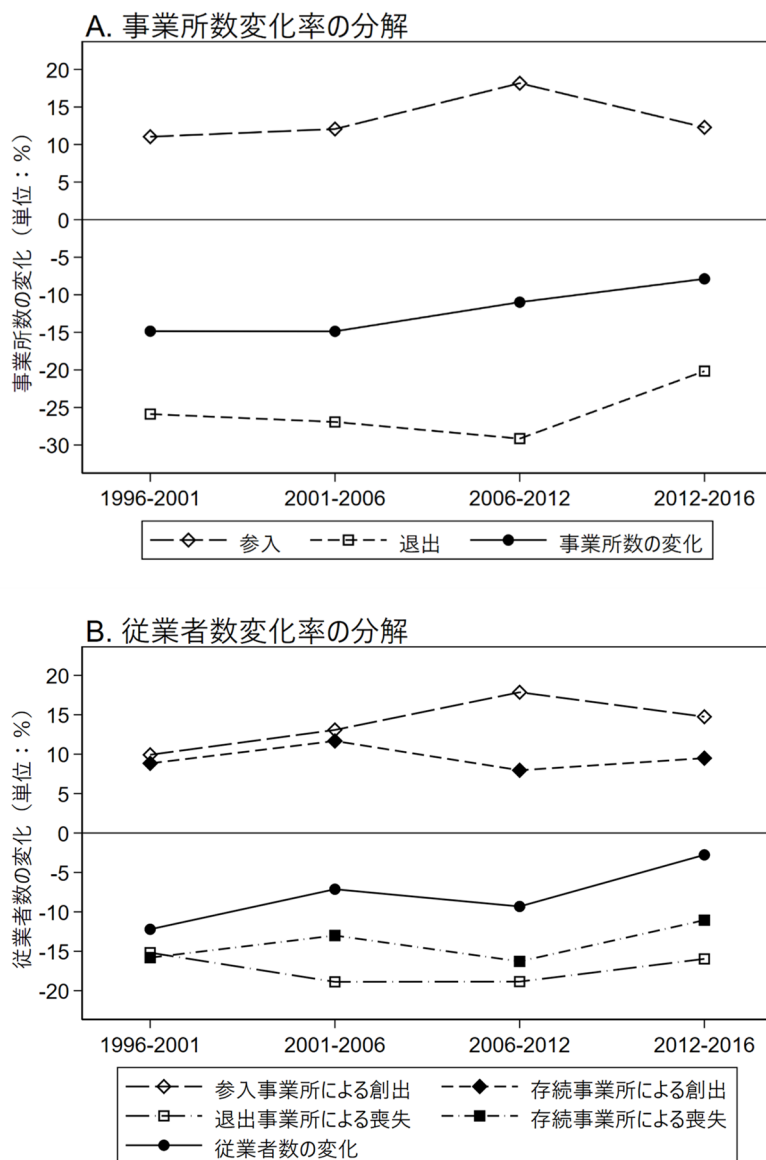 A. 事業所数変化率の分解
事業所数の変化（単位：%）
20
15
10
5
0
-5
-10
-15
-20
-25
-30
1996-2001 2001-2006 2006-2012 2012-2016
参入 退出 事業所数の変化
B. 従業者数変化率の分解
従業者数の変化（単位：%）
20
15
10
5
0
-5
-10
-15
-20
1996-2001 2001-2006 2006-2012 2012-2016
参入事業所による創出 存続事業所による創出
退出事業所による喪失 存続事業所による喪失
従業者数の変化